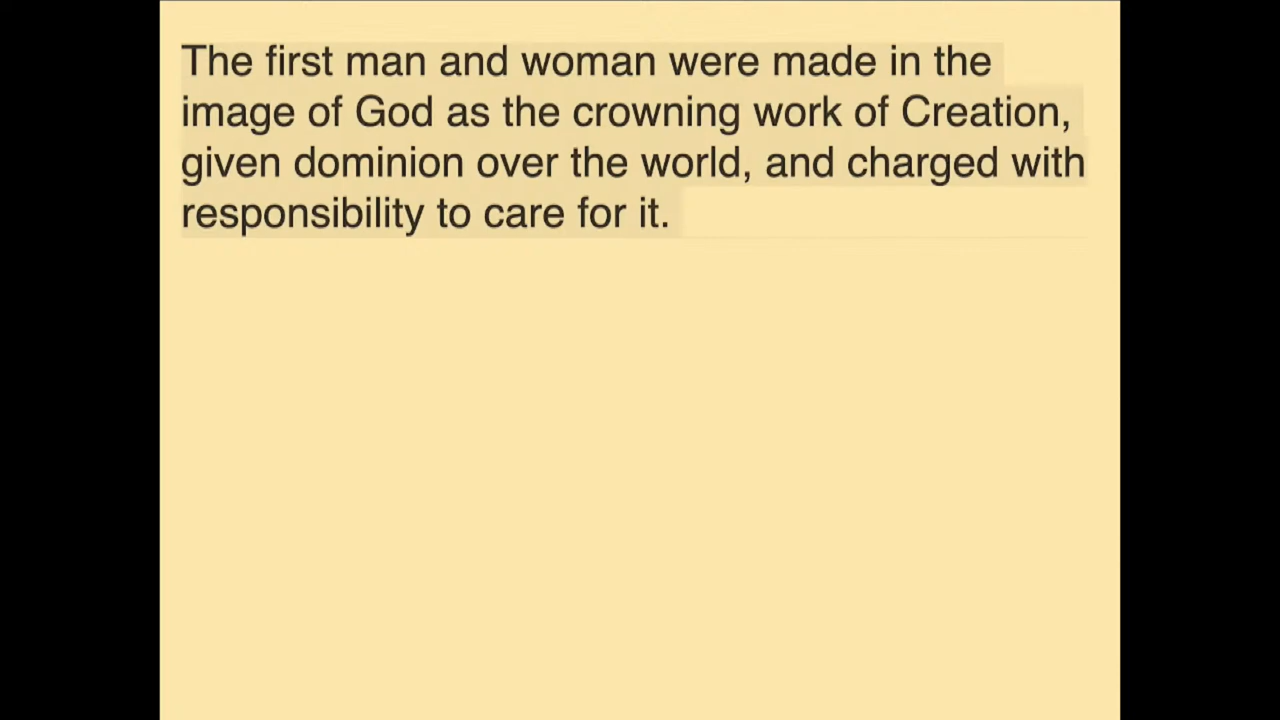 The first man and woman were made in the
image of God as the crowning work of Creation,
given dominion over the world, and charged with
responsibility to care for it.